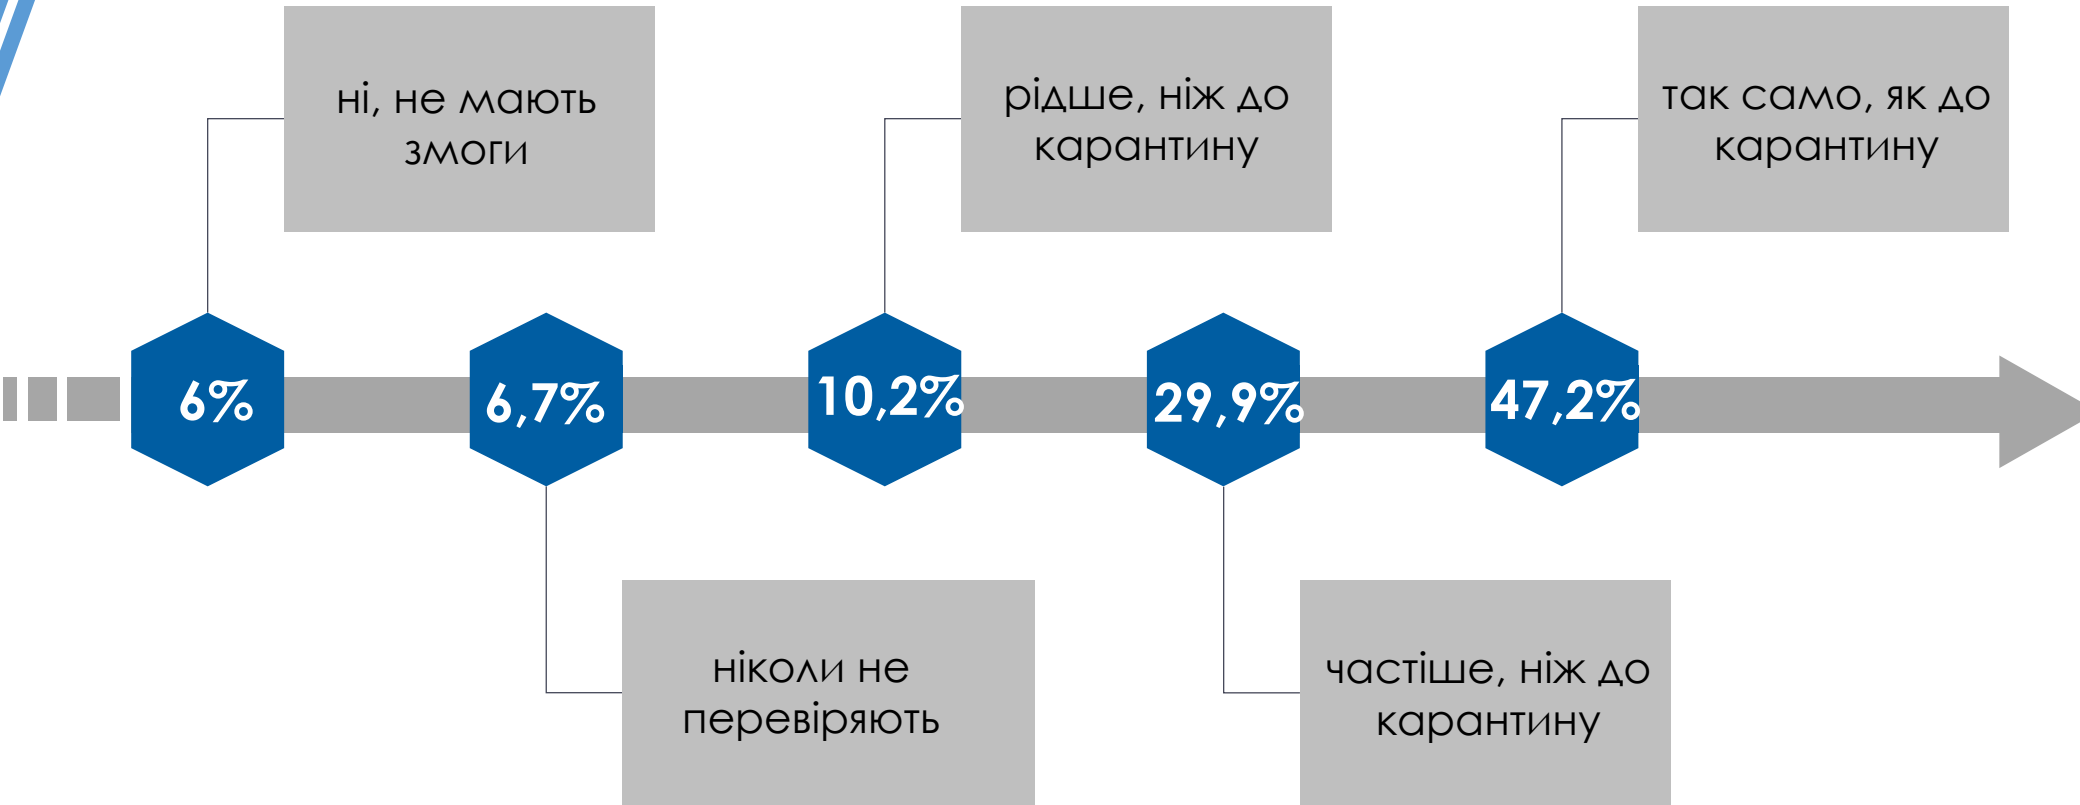 ні, не мають
змоги
рідше, ніж до
карантину
так само, як до
карантину
6%
6,7%
10,2%
29,9%
47,2%
ніколи не
перевіряють
частіше, ніж до
карантину